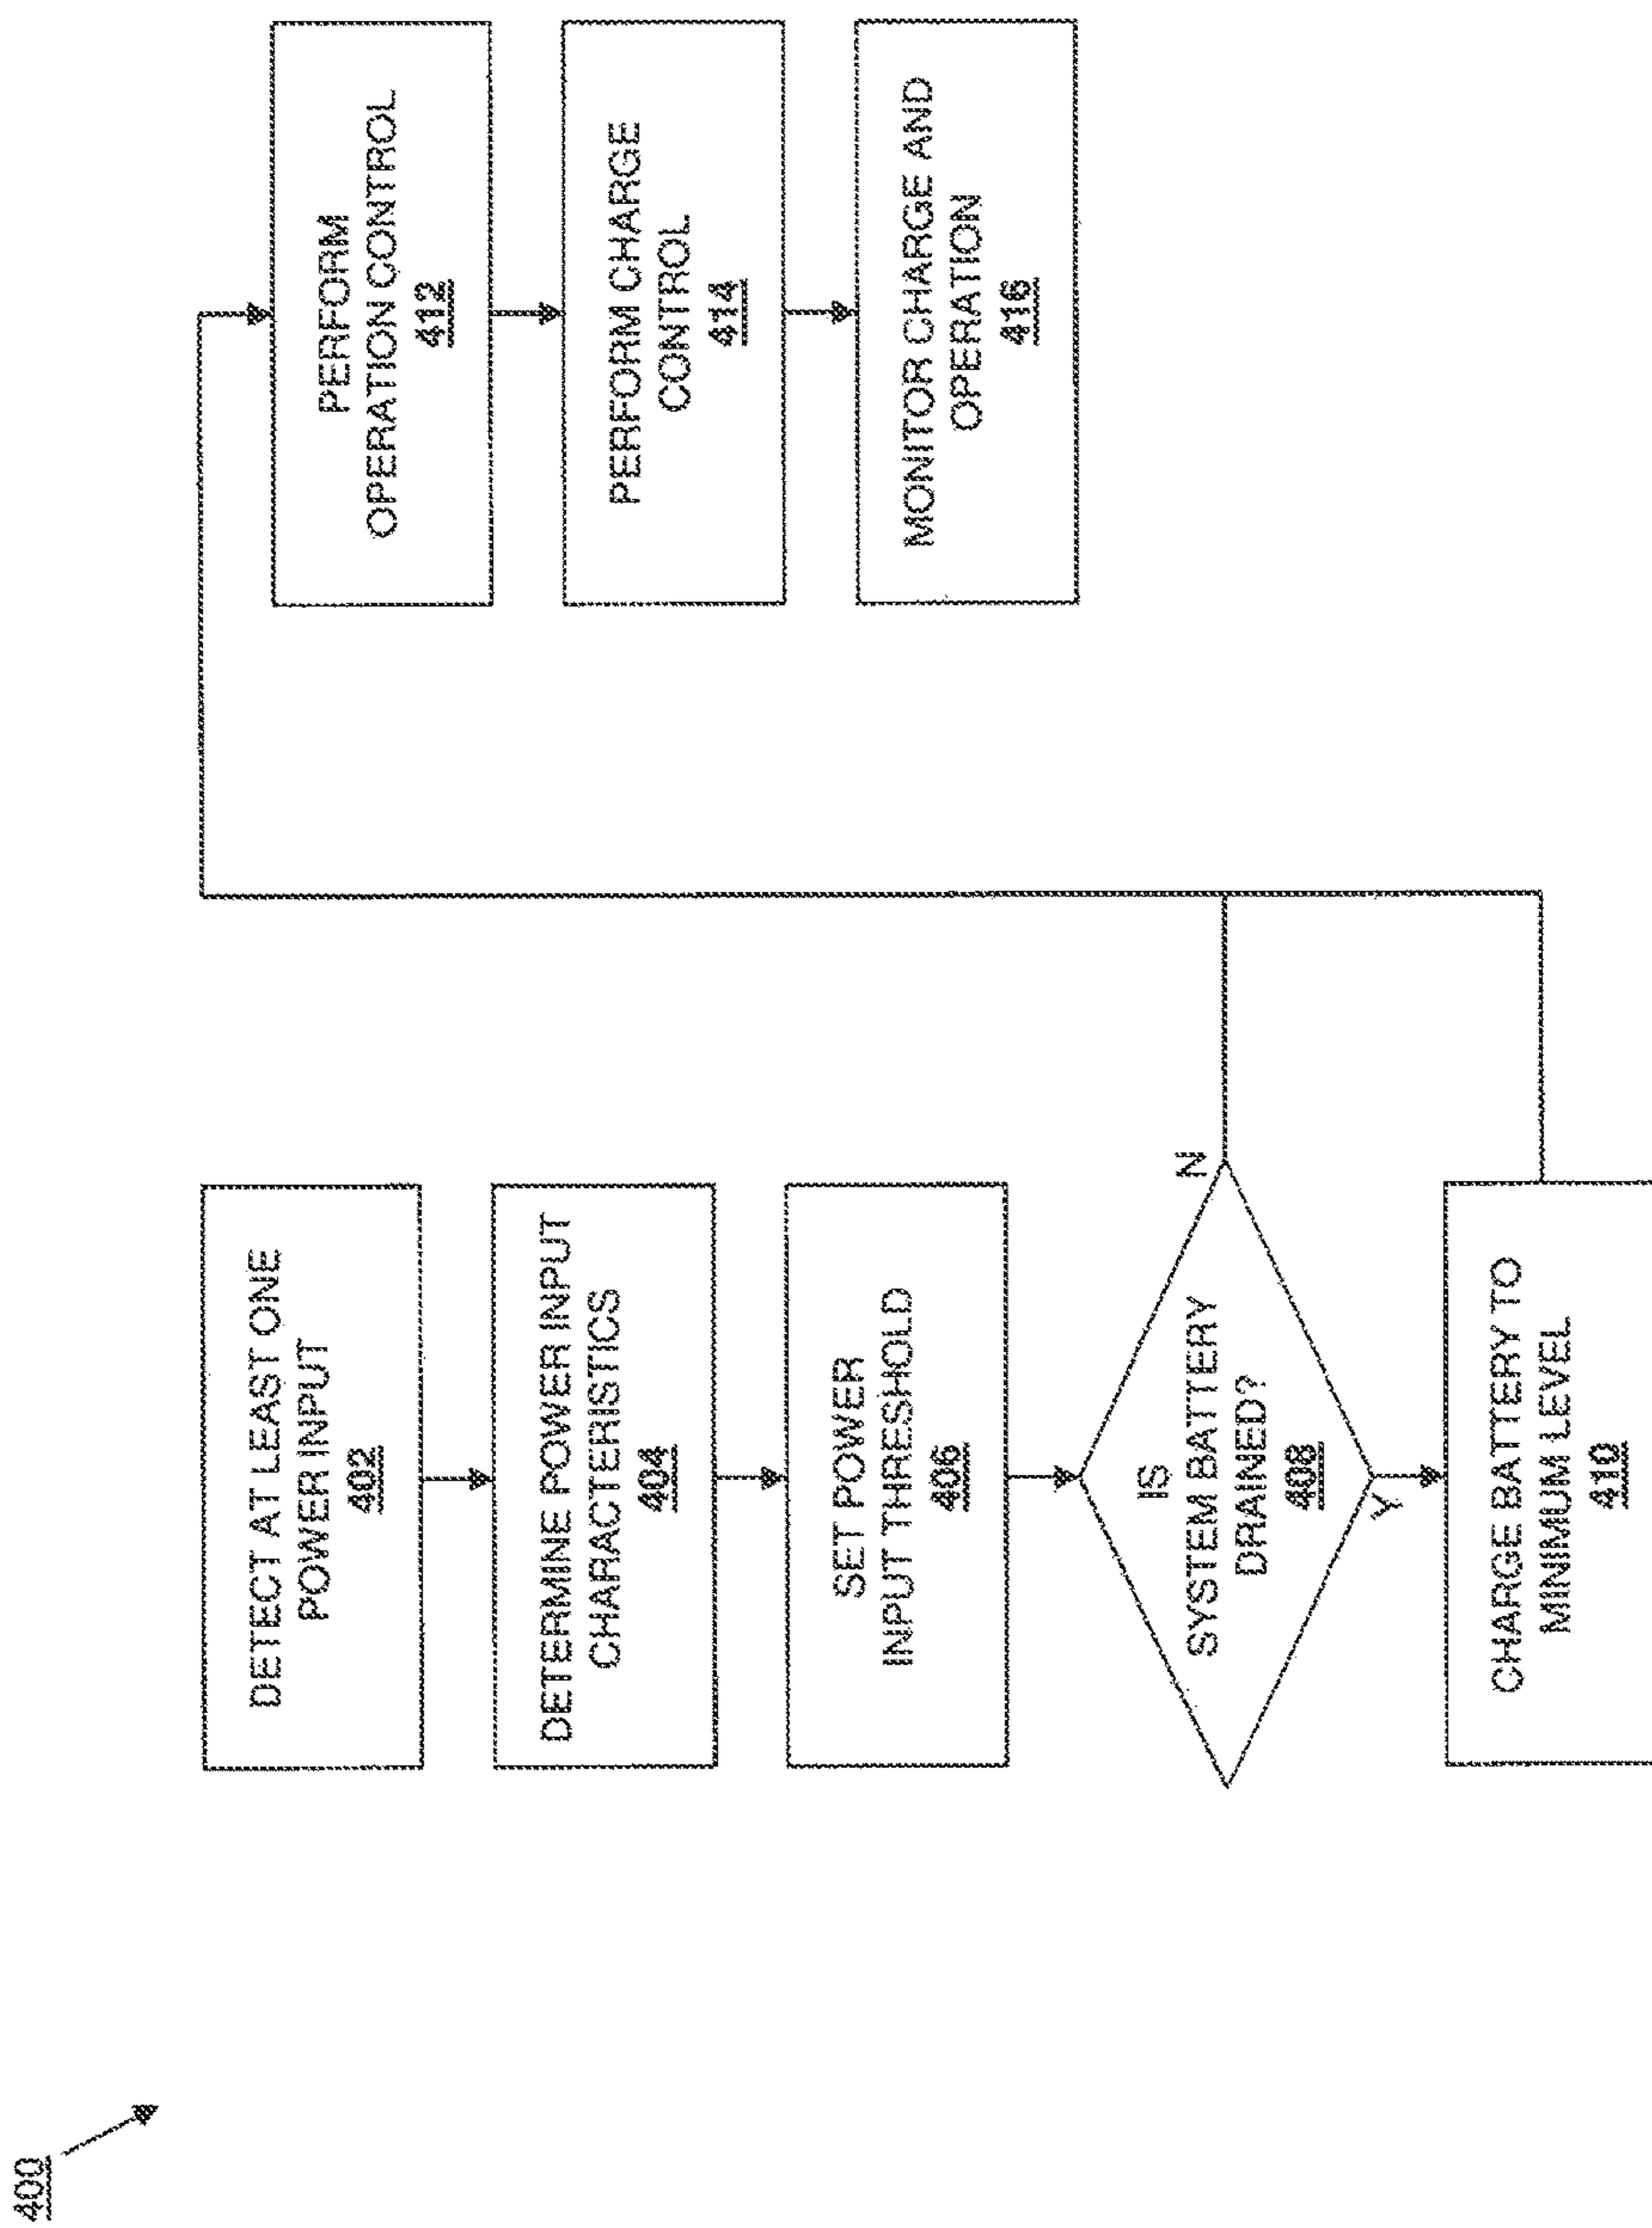 400
DETECT AT LEAST ONE
POWER INPUT
402
DETERMINE POWER INPUT
CHARACTERISTICS
404
SET POWER
INPUT THRESHOLD
406
IS
SYSTEM BATTERY
DRAINED?
408
N
Y
CHARGE BATTERY TO
MINIMUM LEVEL
410
PERFORM
OPERATION CONTROL
412
PERFORM CHARGE
CONTROL
414
MONITOR CHARGE AND
OPERATION
416